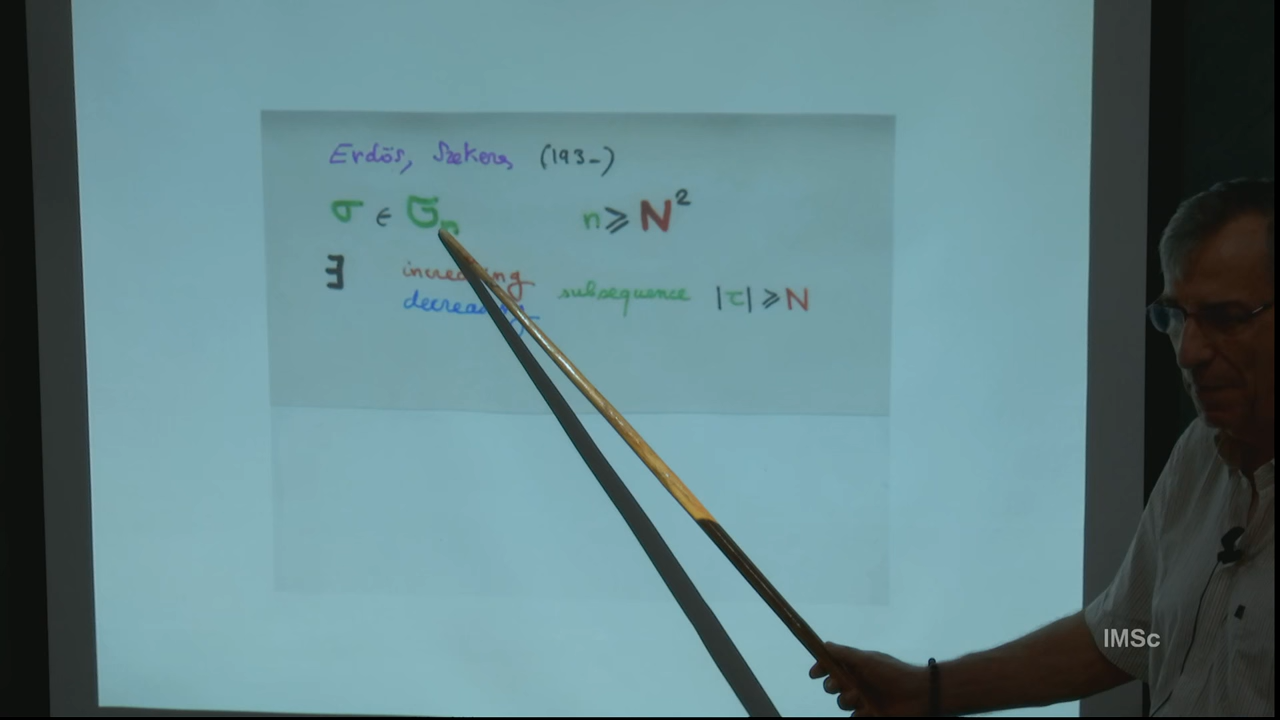 Erdös, Szekeres (193-)
σ ∈ 𝔖n n ⩾ N²
∃ increasing
decreasing subsequence |τ| ⩾ N
IMSc